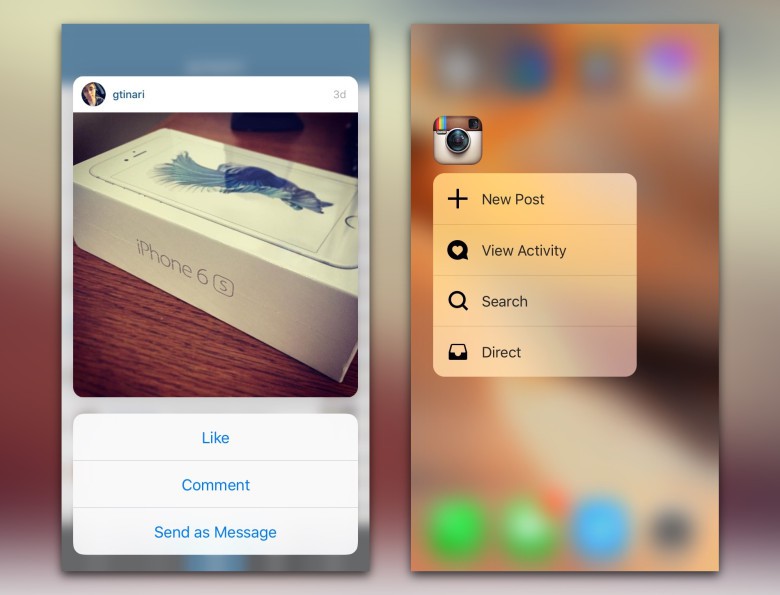 gtinari
3d
iPhone 6 S
Like
Comment
Send as Message
New Post
View Activity
Search
Direct